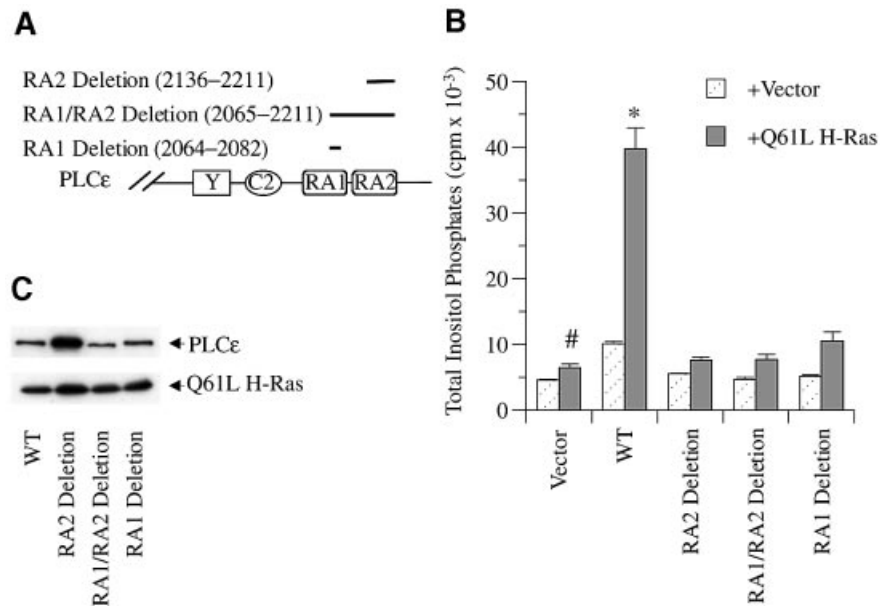 A
RA2 Deletion (2136–2211)
RA1/RA2 Deletion (2065–2211)
RA1 Deletion (2064–2082)
PLCε
Y
C2
RA1
RA2
B
Total Inositol Phosphates (cpm x 10⁻³)
50
40
30
20
10
0
+Vector
+Q61L H-Ras
#
*
Vector
WT
RA2 Deletion
RA1/RA2 Deletion
RA1 Deletion
C
PLCε
Q61L H-Ras
WT
RA2 Deletion
RA1/RA2 Deletion
RA1 Deletion